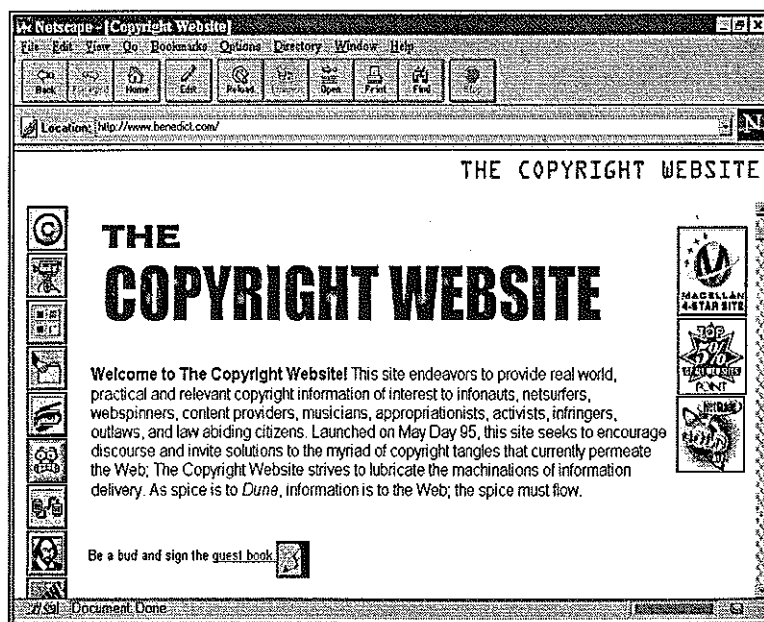 Netscape - [Copyright Website]
File Edit View Go Bookmarks Options Directory Window Help
Back Forward Home Edit Reload Images Open Print Find Stop
Location: http://www.benedict.com/
N
THE COPYRIGHT WEBSITE
©
THE
COPYRIGHT WEBSITE
M
MAGELLAN
4-STAR SITE
TOP
5%
OF ALL WEB SITES
POINT
Welcome to The Copyright Website! This site endeavors to provide real world,
practical and relevant copyright information of interest to infonauts, netsurfers,
webspinners, content providers, musicians, appropriationists, activists, infringers,
outlaws, and law abiding citizens. Launched on May Day 95, this site seeks to encourage
discourse and invite solutions to the myriad of copyright tangles that currently permeate
the Web; The Copyright Website strives to lubricate the machinations of information
delivery. As spice is to Dune, information is to the Web; the spice must flow.
Be a bud and sign the guest book.
Document: Done